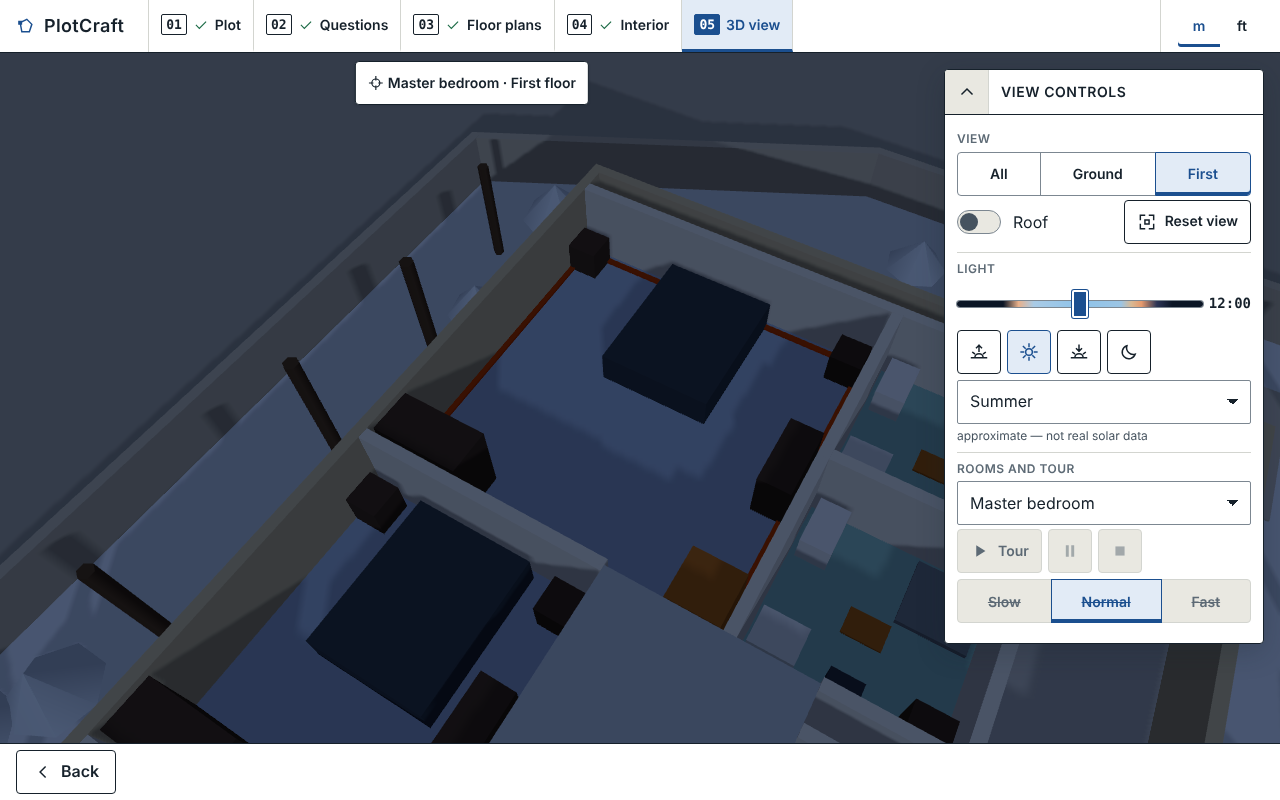 PlotCraft
01 Plot
02 Questions
03 Floor plans
04 Interior
05 3D view
m
ft
Master bedroom · First floor
VIEW CONTROLS
VIEW
All
Ground
First
Roof
Reset view
LIGHT
12:00
Summer
approximate — not real solar data
ROOMS AND TOUR
Master bedroom
Tour
Slow
Normal
Fast
Back